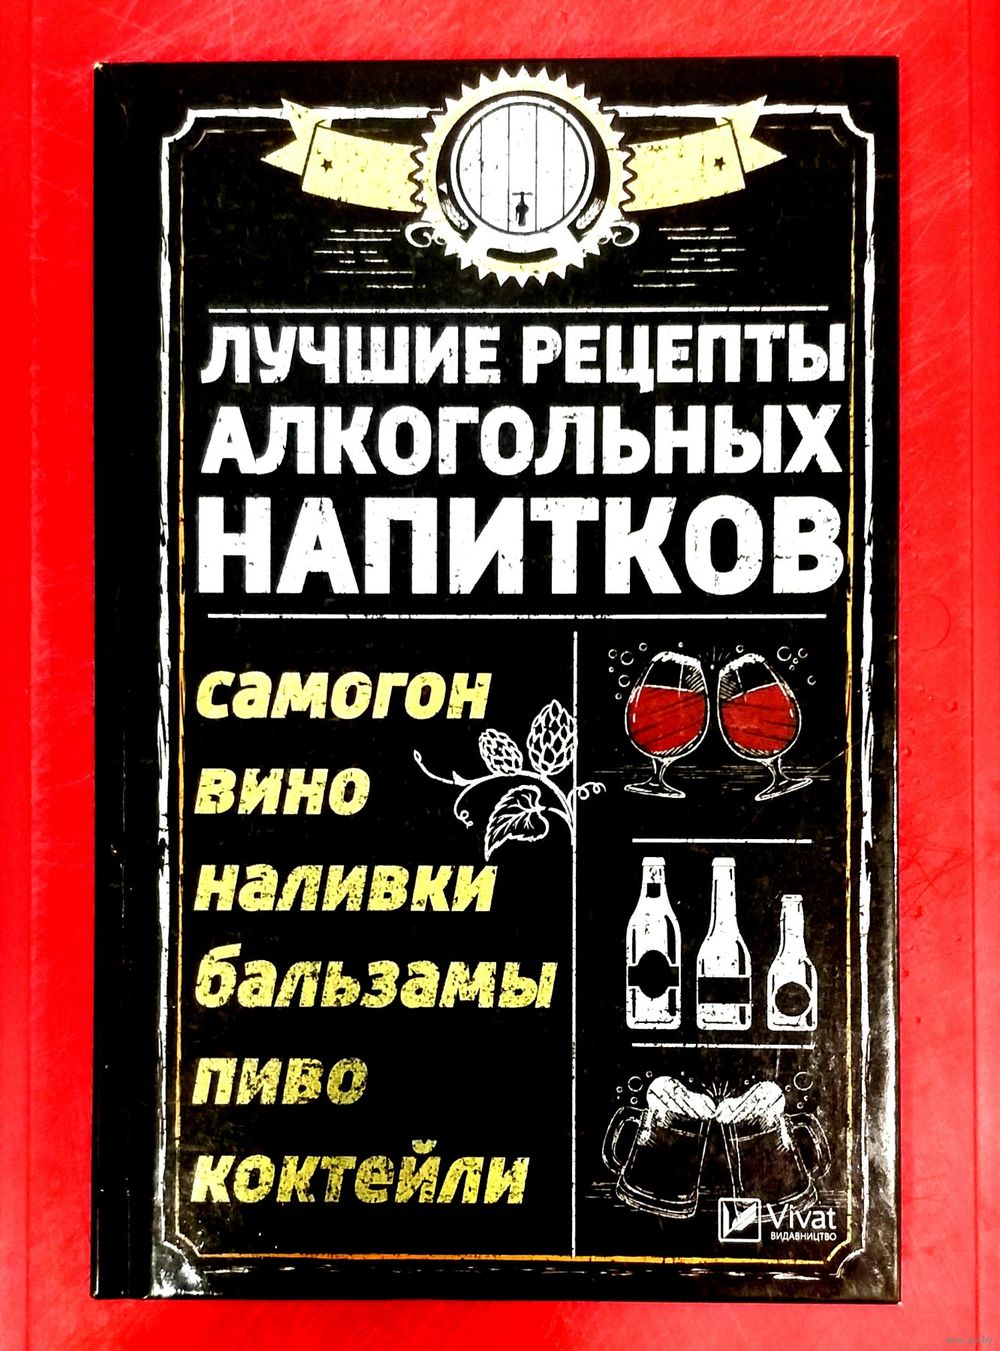 ЛУЧШИЕ РЕЦЕПТЫ
АЛКОГОЛЬНЫХ
НАПИТКОВ
самогон
вино
наливки
бальзамы
пиво
коктейли
Vivat
ВИДАВНИЦТВО